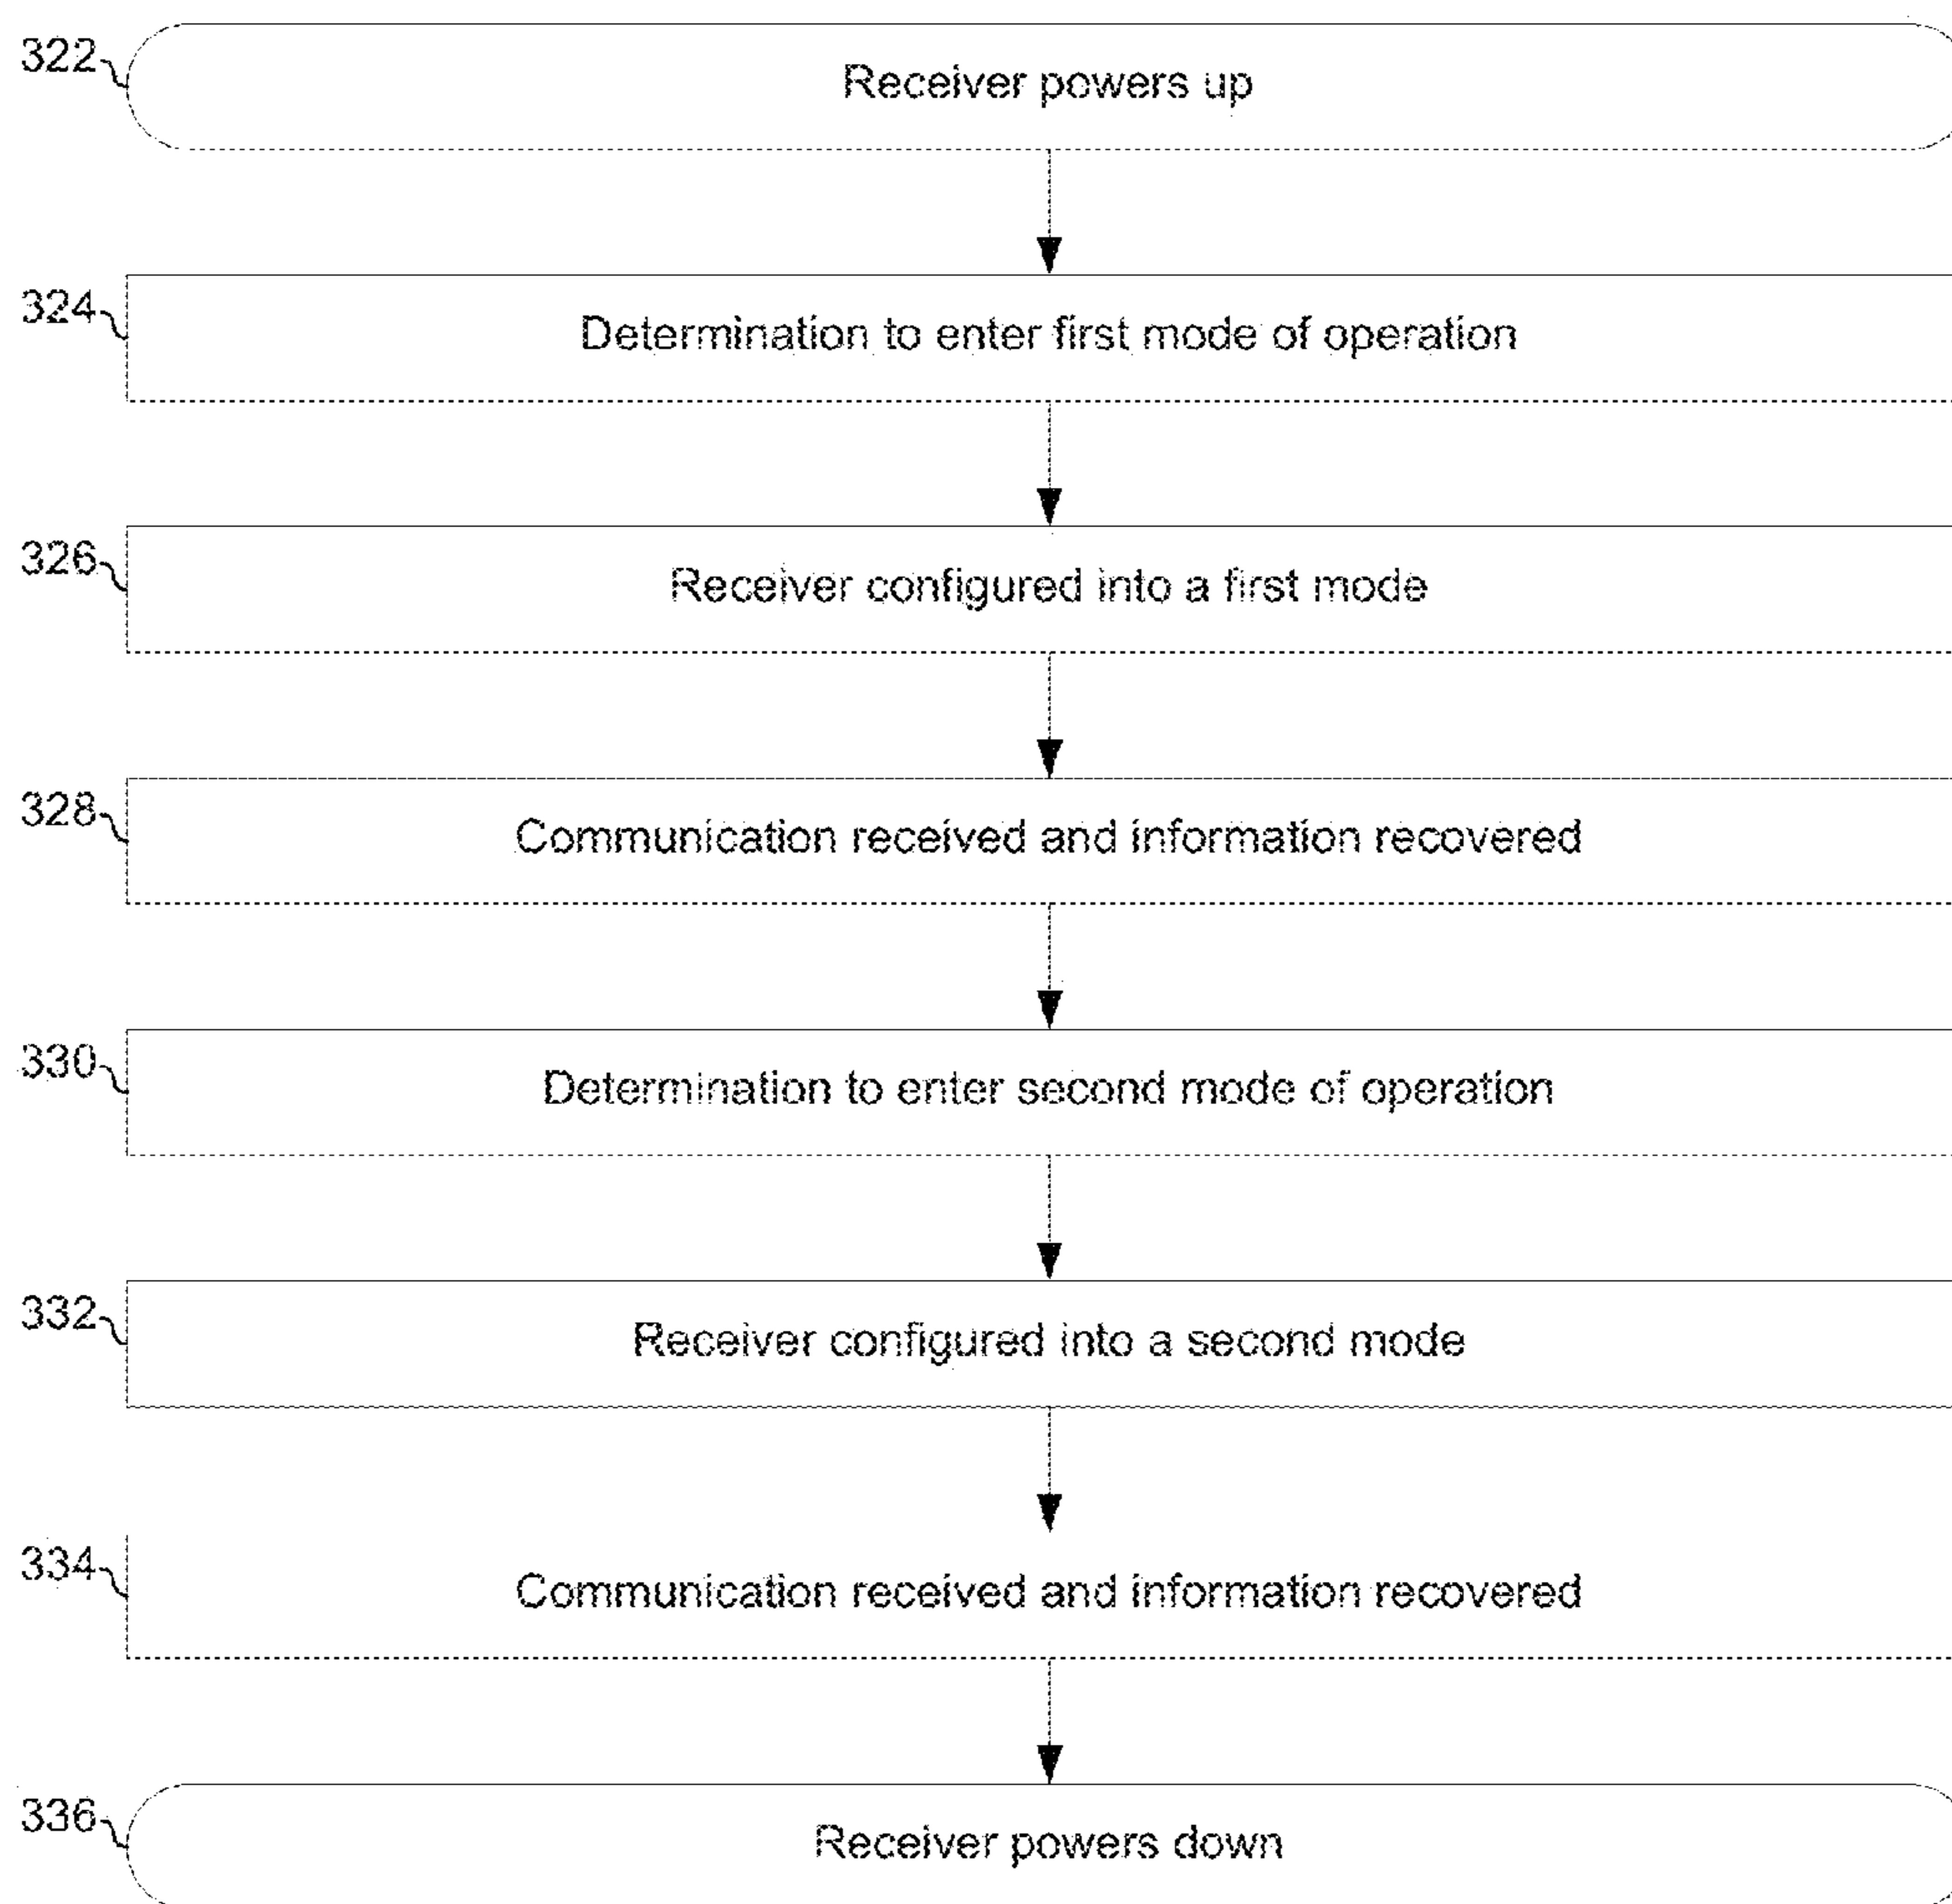 322 Receiver powers up
324 Determination to enter first mode of operation
326 Receiver configured into a first mode
328 Communication received and information recovered
330 Determination to enter second mode of operation
332 Receiver configured into a second mode
334 Communication received and information recovered
336 Receiver powers down